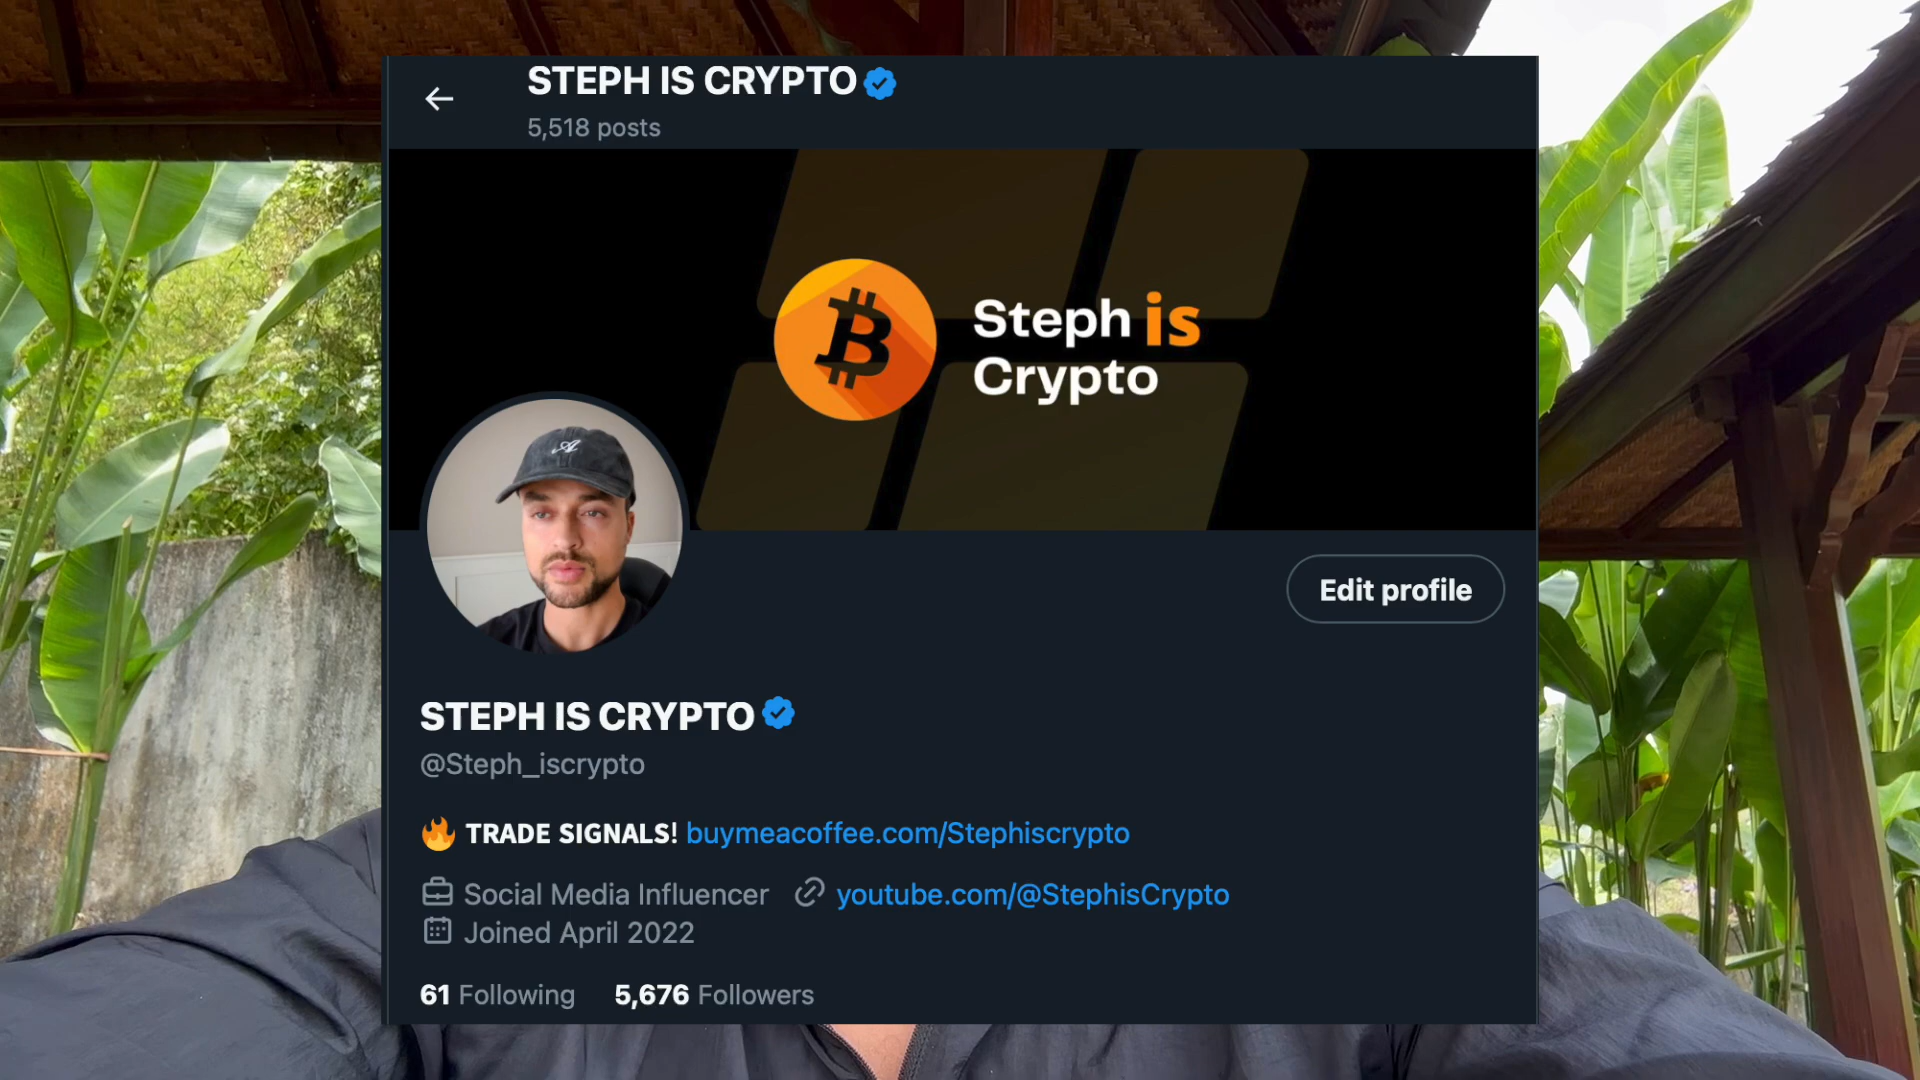 STEPH IS CRYPTO
5,518 posts
Steph is
Crypto
Edit profile
STEPH IS CRYPTO
@Steph_iscrypto
🔥 TRADE SIGNALS! buymeacoffee.com/Stephiscrypto
Social Media Influencer youtube.com/@StephisCrypto
Joined April 2022
61 Following 5,676 Followers